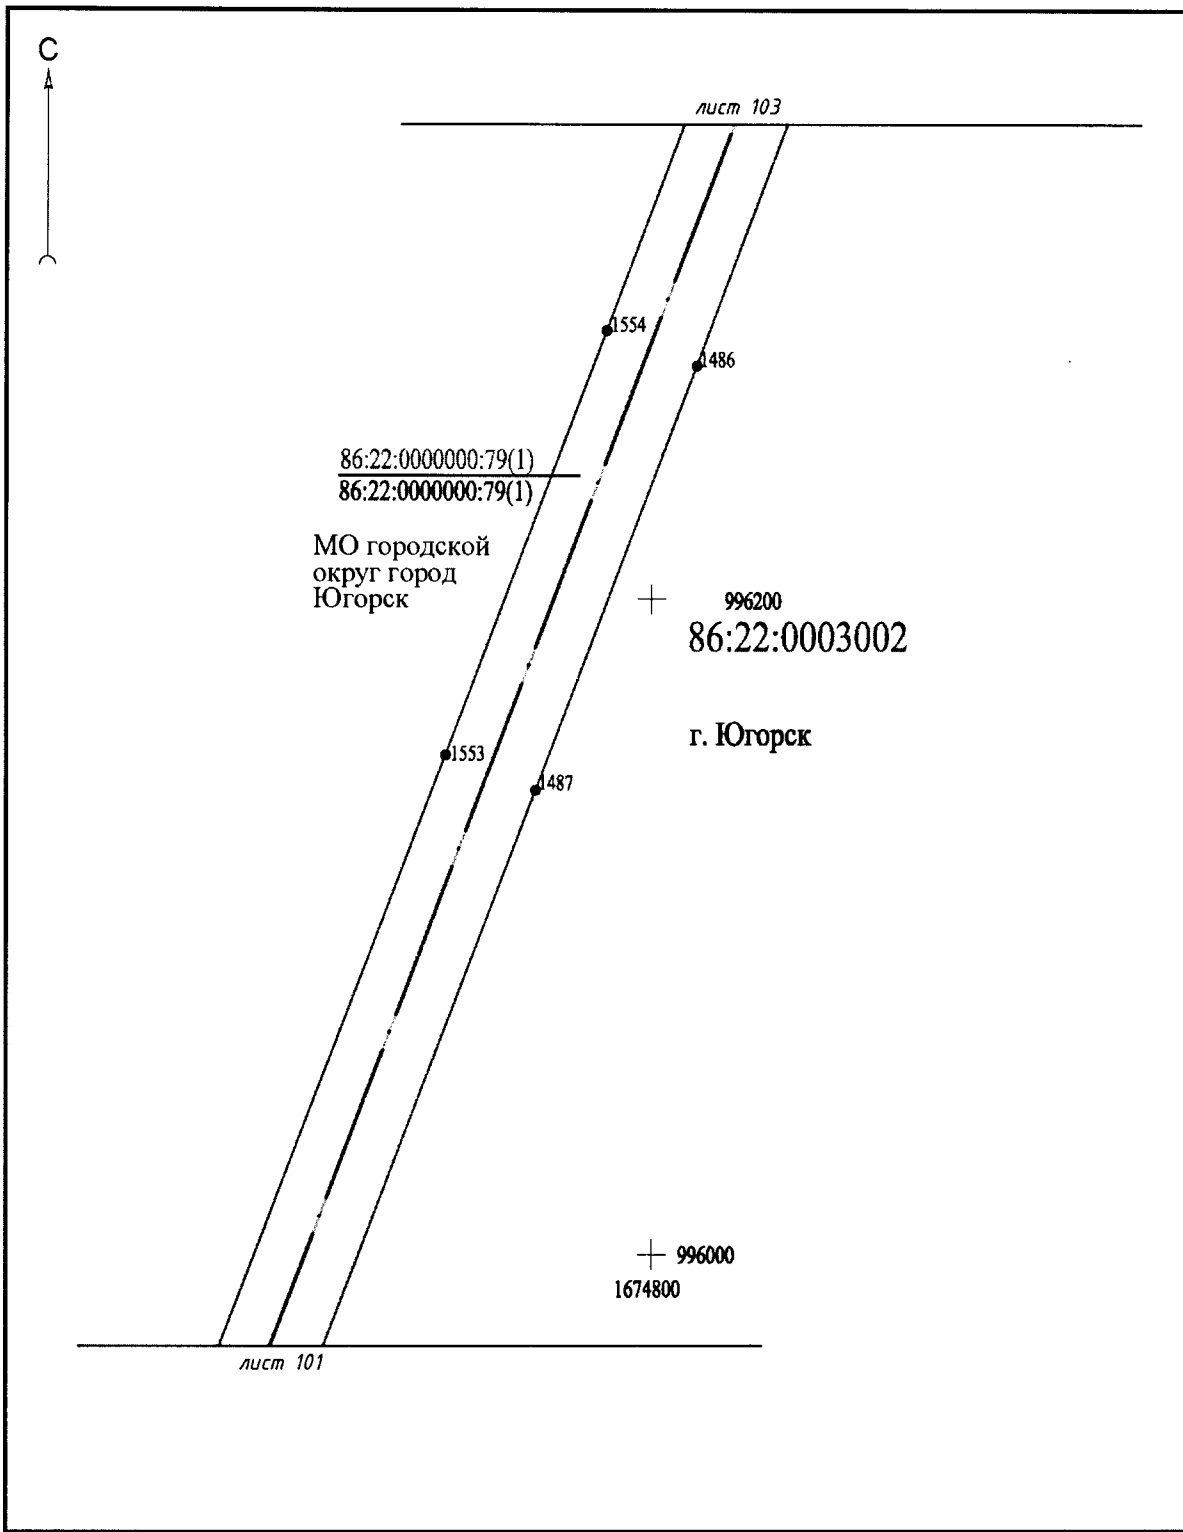 С
лист 103
1554
1486
86:22:0000000:79(1)
86:22:0000000:79(1)
МО городской
округ город
Югорск
996200
86:22:0003002
г. Югорск
1553
1487
996000
1674800
лист 101